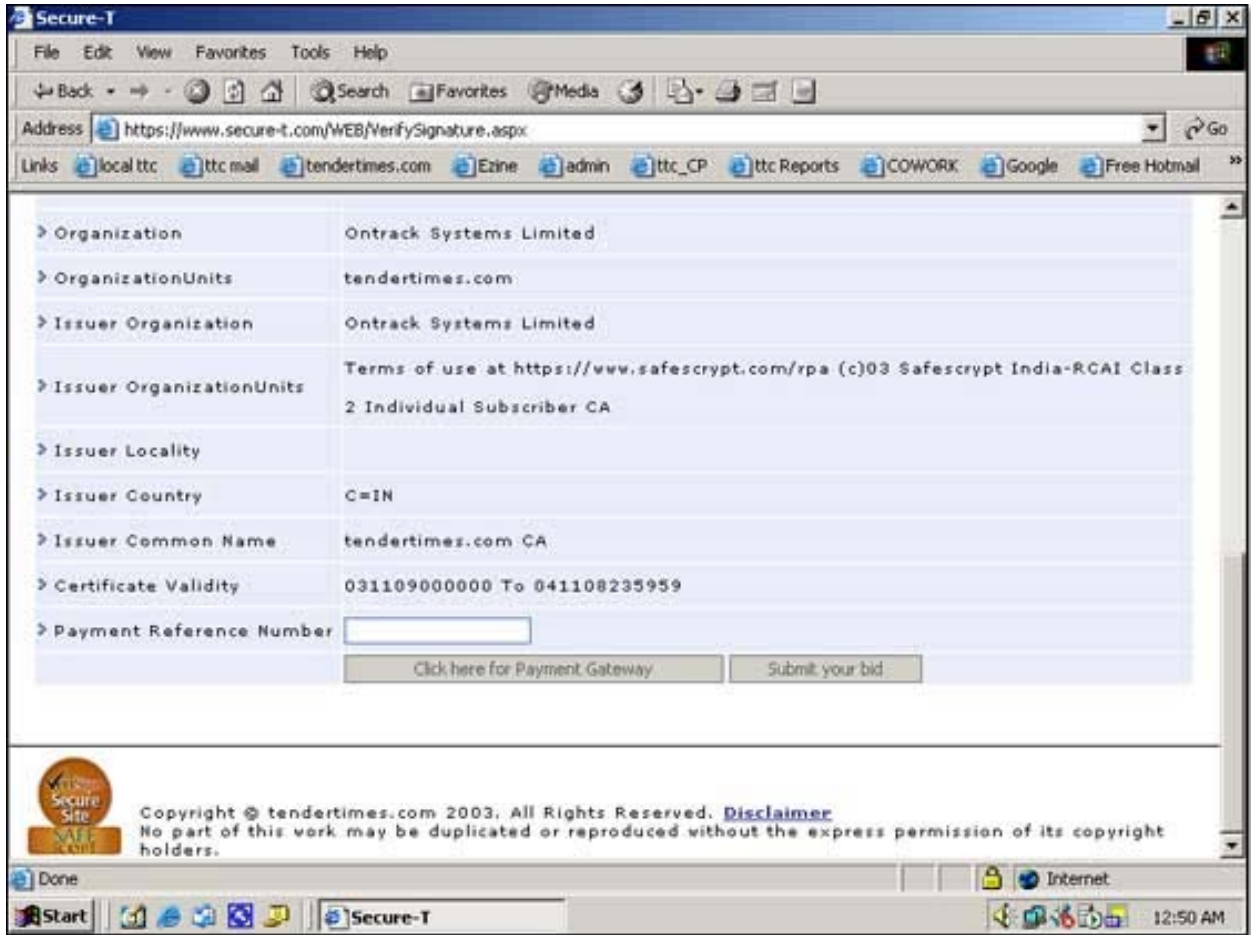 Secure-T
File Edit View Favorites Tools Help
Back Search Favorites Media
Address https://www.secure-t.com/WEB/VerifySignature.aspx Go
Links local ttc ttc mail tendertimes.com Ezine admin ttc_CP ttc Reports COWORK Google Free Hotmail »
Organization Ontrack Systems Limited
OrganizationUnits tendertimes.com
Issuer Organization Ontrack Systems Limited
Issuer OrganizationUnits Terms of use at https://www.safescrypt.com/rpa (c)03 Safescrypt India-RCAI Class
2 Individual Subscriber CA
Issuer Locality
Issuer Country C=IN
Issuer Common Name tendertimes.com CA
Certificate Validity 031109000000 To 041108235959
Payment Reference Number
Click here for Payment Gateway Submit your bid
Secure
Site
Copyright © tendertimes.com 2003. All Rights Reserved. Disclaimer
No part of this work may be duplicated or reproduced without the express permission of its copyright
holders.
Done Internet
Start Secure-T 12:50 AM